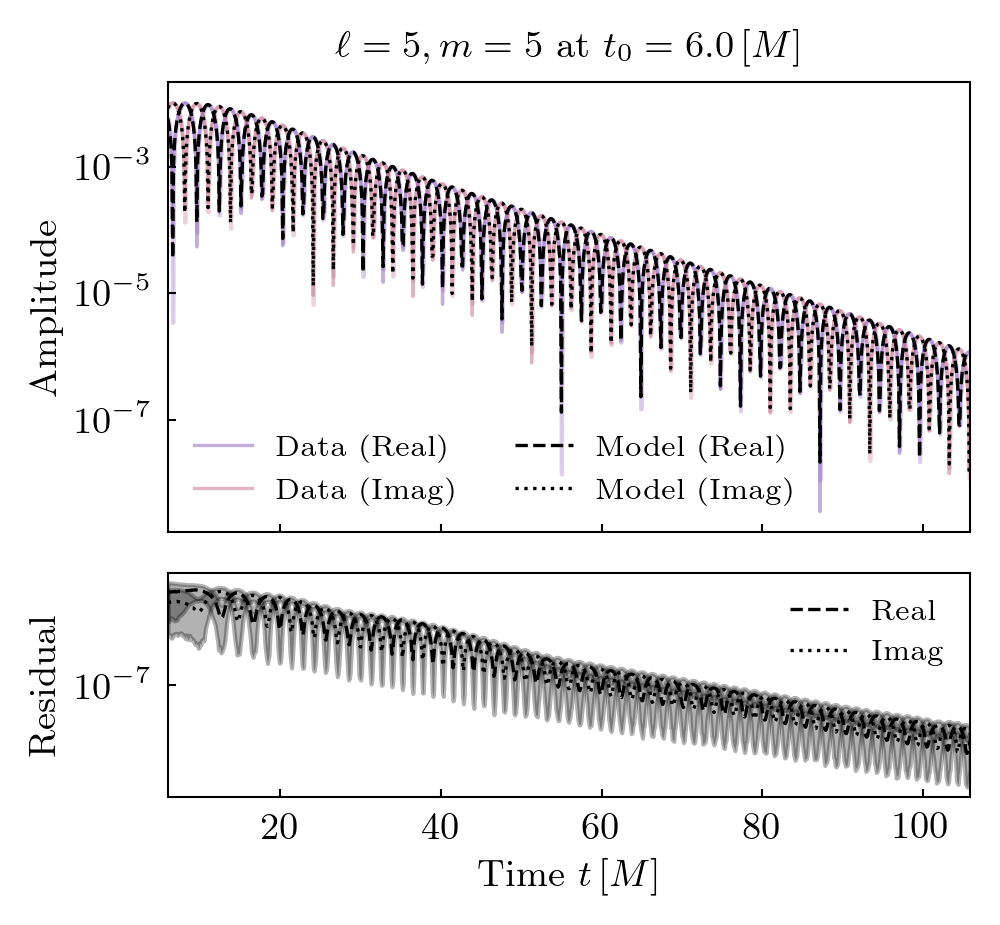 ℓ = 5, m = 5 at t₀ = 6.0 [M]
Amplitude
10⁻³
10⁻⁵
10⁻⁷
Data (Real)
Data (Imag)
Model (Real)
Model (Imag)
Residual
10⁻⁷
Real
Imag
20 40 60 80 100
Time t [M]